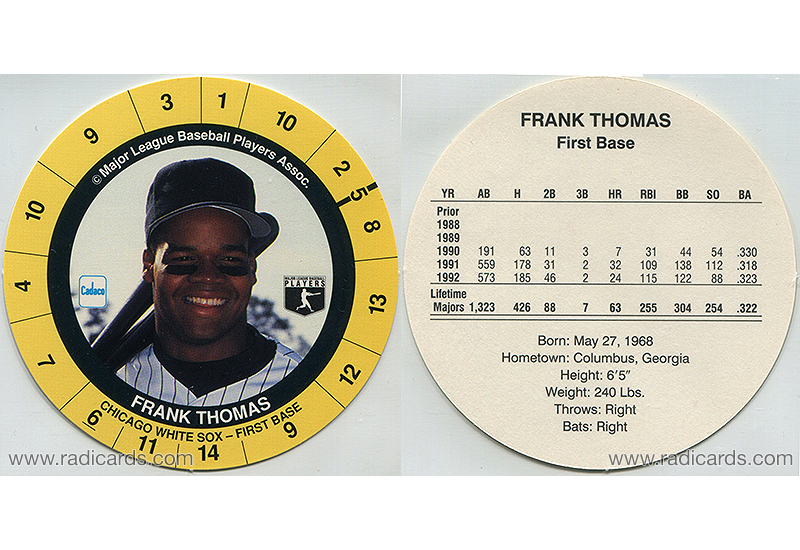 © Major League Baseball Players Assoc.
1
10
2
5
8
13
12
9
14
11
6
7
4
10
9
3
Cadaco
MAJOR LEAGUE BASEBALL
PLAYERS
FRANK THOMAS
CHICAGO WHITE SOX – FIRST BASE
www.radicards.com
FRANK THOMAS
First Base
YR AB H 2B 3B HR RBI BB SO BA
Prior
1988
1989
1990 191 63 11 3 7 31 44 54 .330
1991 559 178 31 2 32 109 138 112 .318
1992 573 185 46 2 24 115 122 88 .323
Lifetime
Majors 1,323 426 88 7 63 255 304 254 .322
Born: May 27, 1968
Hometown: Columbus, Georgia
Height: 6'5"
Weight: 240 Lbs.
Throws: Right
Bats: Right
www.radicards.com